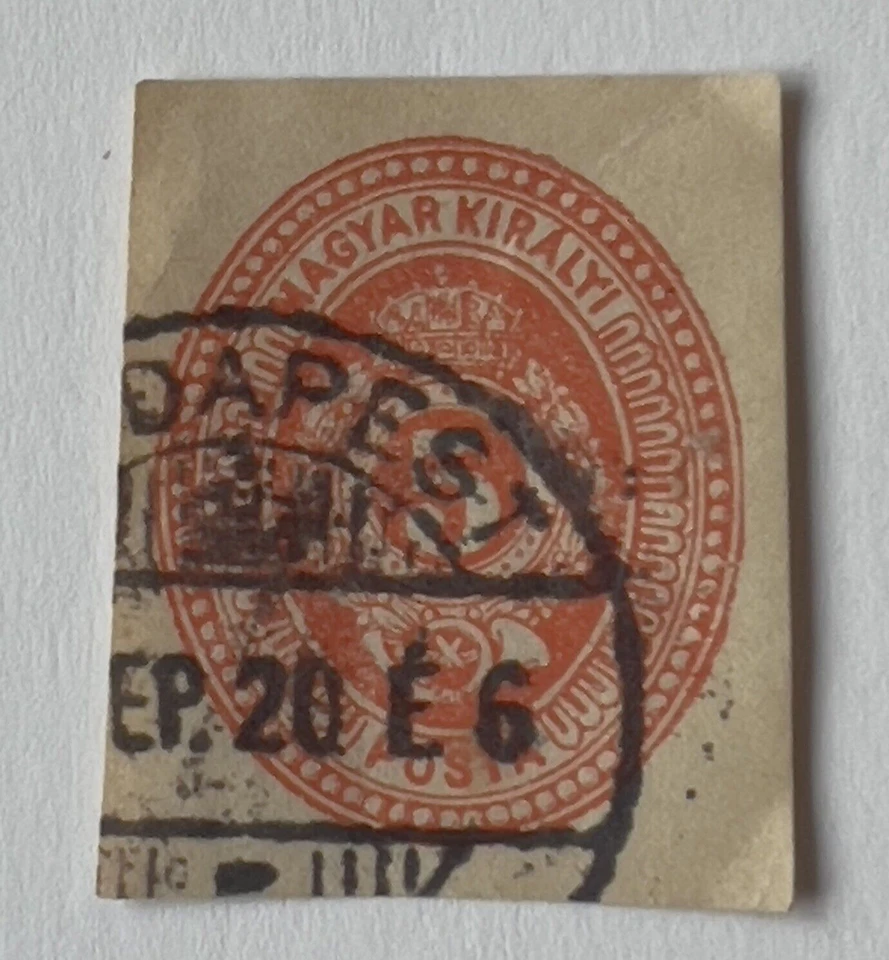 MAGYAR KIRALYI
DAPEST
EP. 20 É 6
POSTA